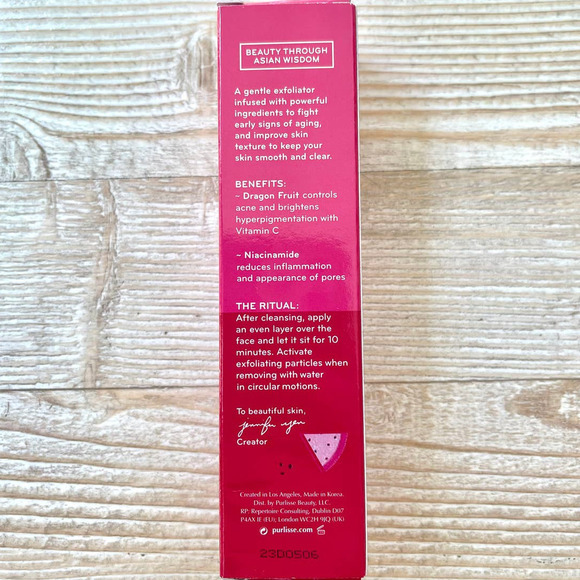 BEAUTY THROUGH
ASIAN WISDOM
A gentle exfoliator
infused with powerful
ingredients to fight
early signs of aging,
and improve skin
texture to keep your
skin smooth and clear.
BENEFITS:
~ Dragon Fruit controls
acne and brightens
hyperpigmentation with
Vitamin C
~ Niacinamide
reduces inflammation
and appearance of pores
THE RITUAL:
After cleansing, apply
an even layer over the
face and let it sit for 10
minutes. Activate
exfoliating particles when
removing with water
in circular motions.
To beautiful skin,
jennifer yen
Creator
Created in Los Angeles, Made in Korea.
Dist. by Purlisse Beauty, LLC.
RP: Repertoire Consulting, Dublin D07
P4AX IE (EU); London WC2H 9JQ (UK)
purlisse.com
23D0506